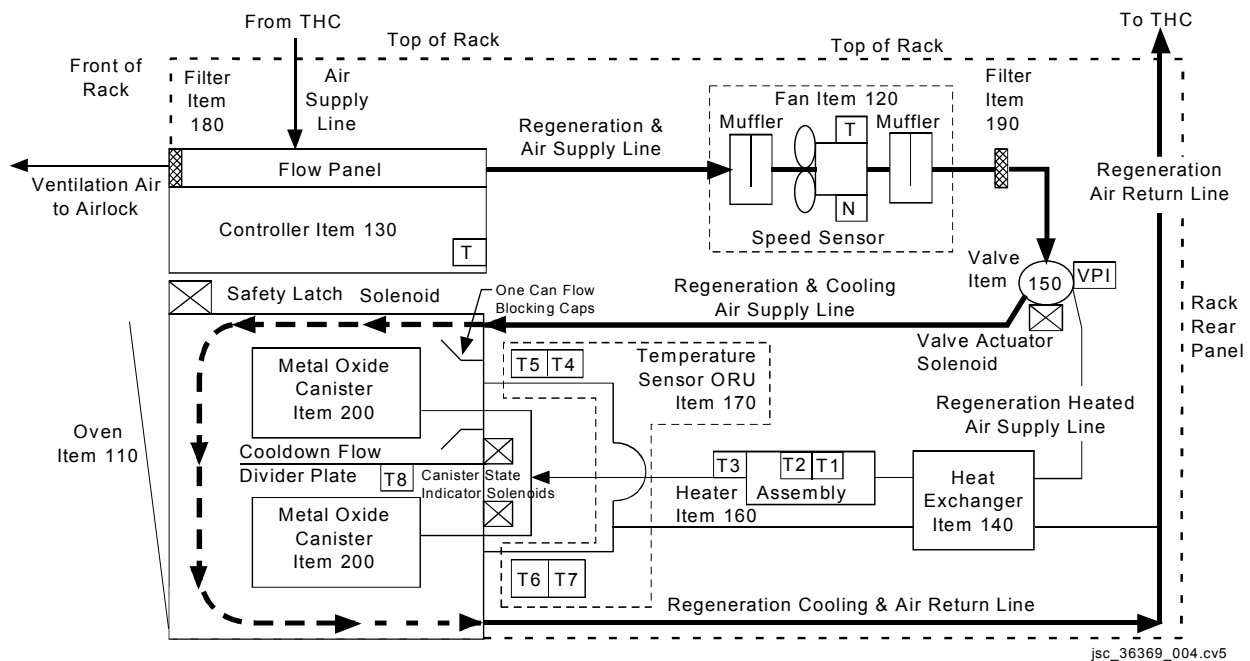 From THC
To THC
Top of Rack
Top of Rack
Front of
Rack
Filter
Item
180
Air
Supply
Line
Fan Item 120
Filter
Item
190
Muffler
T
Muffler
Regeneration &
Air Supply Line
Flow Panel
Regeneration
Air Return Line
Ventilation Air
to Airlock
N
Controller Item 130
T
Speed Sensor
Valve
Item
150
VPI
Safety Latch Solenoid
One Can Flow
Blocking Caps
Regeneration & Cooling
Air Supply Line
Rack
Rear
Panel
Valve Actuator
Solenoid
Metal Oxide
Canister
Item 200
T5
T4
Temperature
Sensor ORU
Item 170
Regeneration Heated
Air Supply Line
Oven
Item 110
Cooldown Flow
Divider Plate
T8
Canister State
Indicator Solenoids
T3
T2
T1
Heater
Item 160
Assembly
Heat
Exchanger
Item 140
Metal Oxide
Canister
Item 200
T6
T7
Regeneration Cooling & Air Return Line
jsc_36369_004.cv5